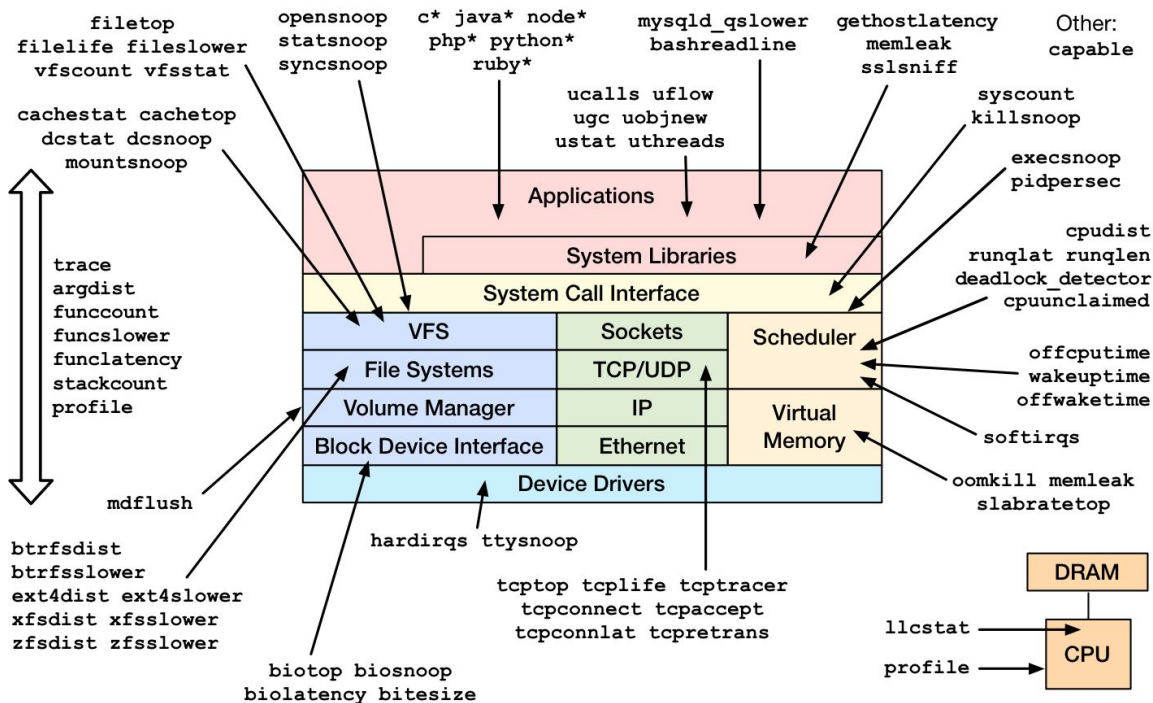 filetop
filelife fileslower
vfscount vfsstat
opensnoop
statsnoop
syncsnoop
c* java* node*
php* python*
ruby*
mysqld_qslower
bashreadline
gethostlatency
memleak
sslsniff
Other:
capable
cachestat cachetop
dcstat dcsnoop
mountsnoop
ucalls uflow
ugc uobjnew
ustat uthreads
syscount
killsnoop
execsnoop
pidpersec
cpudist
runqlat runqlen
deadlock_detector
cpuunclaimed
offcputime
wakeuptime
offwaketime
softirqs
oomkill memleak
slabratetop
trace
argdist
funccount
funcslower
funclatency
stackcount
profile
Applications
System Libraries
System Call Interface
VFS
Sockets
Scheduler
File Systems
TCP/UDP
Volume Manager
IP
Virtual
Memory
Block Device Interface
Ethernet
Device Drivers
mdflush
hardirqs ttysnoop
btrfsdist
btrfsslower
ext4dist ext4slower
xfsdist xfsslower
zfsdist zfsslower
biotop biosnoop
biolatency bitesize
tcptop tcplife tcptracer
tcpconnect tcpaccept
tcpconnlat tcpretrans
DRAM
llcstat
CPU
profile